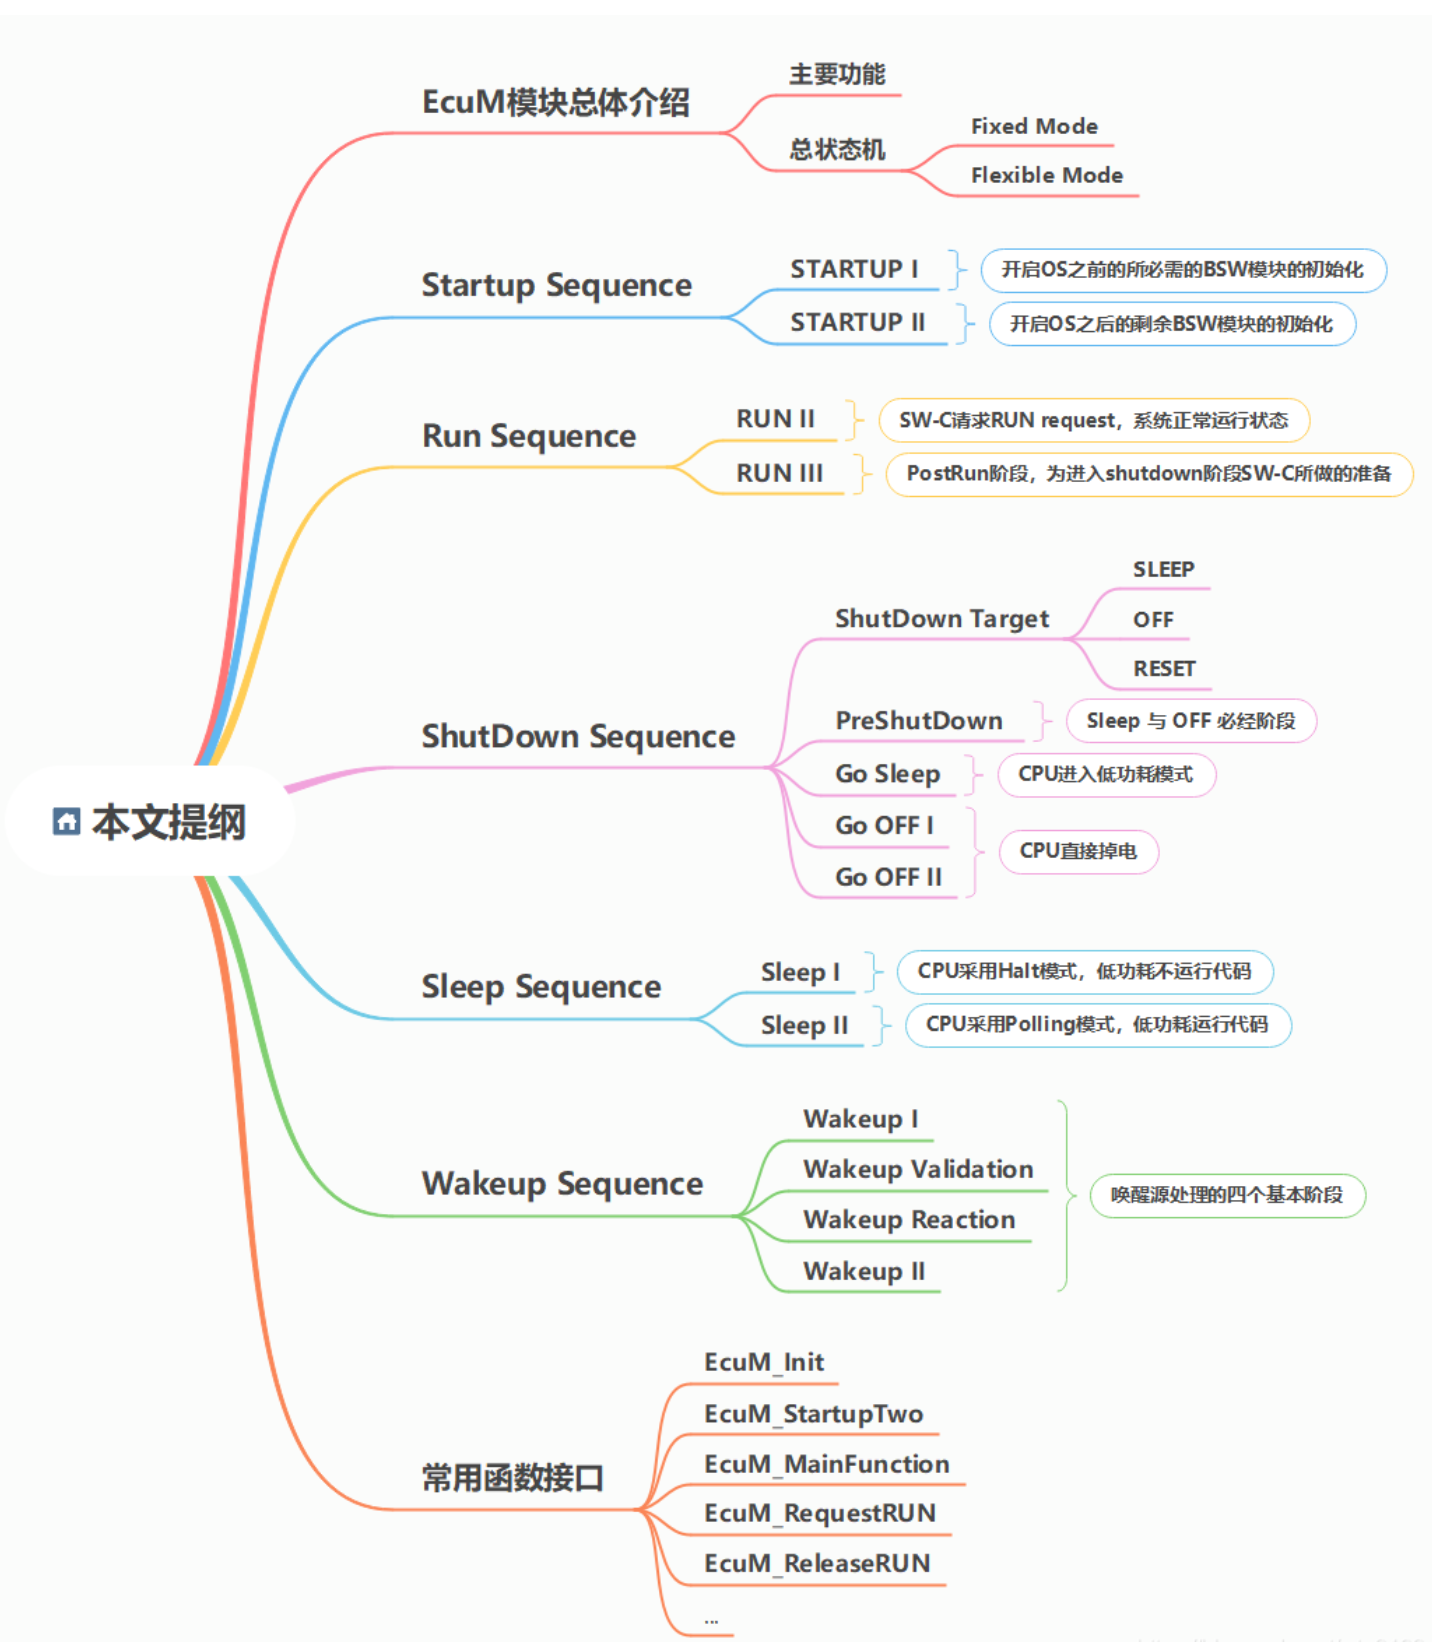 本文提纲
EcuM模块总体介绍
主要功能
总状态机
Fixed Mode
Flexible Mode
Startup Sequence
STARTUP I
开启OS之前的所必需的BSW模块的初始化
STARTUP II
开启OS之后的剩余BSW模块的初始化
Run Sequence
RUN II
SW-C请求RUN request，系统正常运行状态
RUN III
PostRun阶段，为进入shutdown阶段SW-C所做的准备
ShutDown Sequence
ShutDown Target
SLEEP
OFF
RESET
PreShutDown
Sleep 与 OFF 必经阶段
Go Sleep
CPU进入低功耗模式
Go OFF I
Go OFF II
CPU直接掉电
Sleep Sequence
Sleep I
CPU采用Halt模式，低功耗不运行代码
Sleep II
CPU采用Polling模式，低功耗运行代码
Wakeup Sequence
Wakeup I
Wakeup Validation
Wakeup Reaction
Wakeup II
唤醒源处理的四个基本阶段
常用函数接口
EcuM_Init
EcuM_StartupTwo
EcuM_MainFunction
EcuM_RequestRUN
EcuM_ReleaseRUN
...